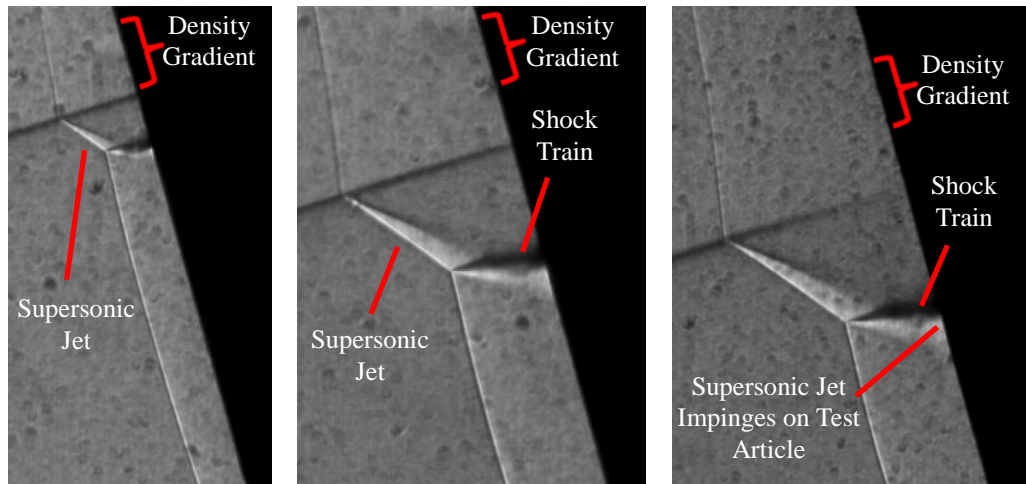 Density
Gradient
Supersonic
Jet
Density
Gradient
Shock
Train
Supersonic
Jet
Density
Gradient
Shock
Train
Supersonic Jet
Impinges on Test
Article